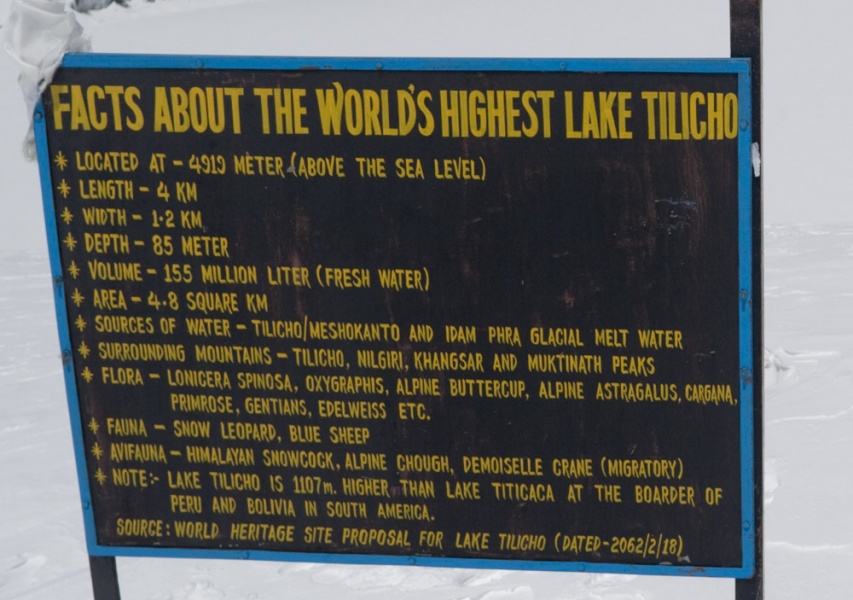 FACTS ABOUT THE WORLD'S HIGHEST LAKE TILICHO
* LOCATED AT - 4919 METER (ABOVE THE SEA LEVEL)
* LENGTH - 4 KM
* WIDTH - 1.2 KM
* DEPTH - 85 METER
* VOLUME - 155 MILLION LITER (FRESH WATER)
* AREA - 4.8 SQUARE KM
* SOURCES OF WATER - TILICHO/MESHOKANTO AND IDAM PHRA GLACIAL MELT WATER
* SURROUNDING MOUNTAINS - TILICHO, NILGIRI, KHANGSAR AND MUKTINATH PEAKS
* FLORA - LONICERA SPINOSA, OXYGRAPHIS, ALPINE BUTTERCUP, ALPINE ASTRAGALUS, CARGANA,
PRIMROSE, GENTIANS, EDELWEISS ETC.
* FAUNA - SNOW LEOPARD, BLUE SHEEP
* AVIFAUNA - HIMALAYAN SNOWCOCK, ALPINE CHOUGH, DEMOISELLE CRANE (MIGRATORY)
* NOTE:- LAKE TILICHO IS 1107m. HIGHER THAN LAKE TITICACA AT THE BOARDER OF
PERU AND BOLIVIA IN SOUTH AMERICA.
SOURCE: WORLD HERITAGE SITE PROPOSAL FOR LAKE TILICHO (DATED-2062/2/18)